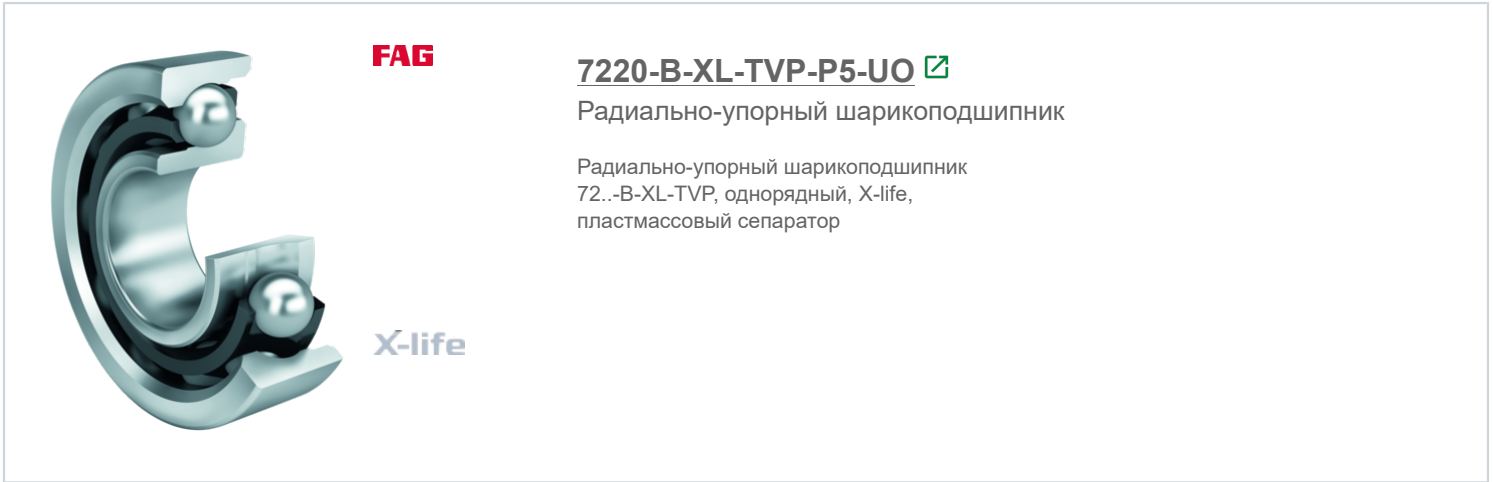 FAG
7220-B-XL-TVP-P5-UO
Радиально-упорный шарикоподшипник
Радиально-упорный шарикоподшипник
72..-B-XL-TVP, однорядный, X-life,
пластмассовый сепаратор
X-life